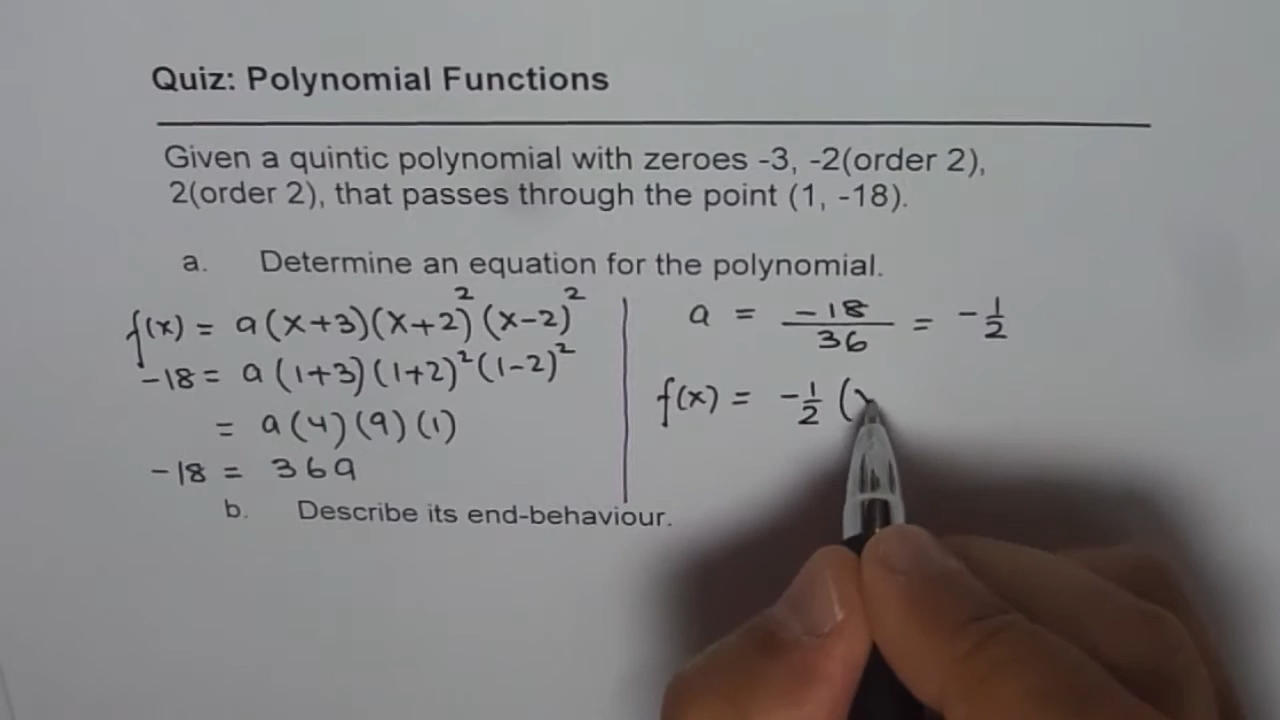 Quiz: Polynomial Functions
Given a quintic polynomial with zeroes -3, -2(order 2),
2(order 2), that passes through the point (1, -18).
a. Determine an equation for the polynomial.
f(x) = a(x+3)(x+2)²(x-2)²
-18 = a(1+3)(1+2)²(1-2)²
= a(4)(9)(1)
-18 = 36a
a = -18/36 = -1/2
f(x) = -1/2 (x
b. Describe its end-behaviour.